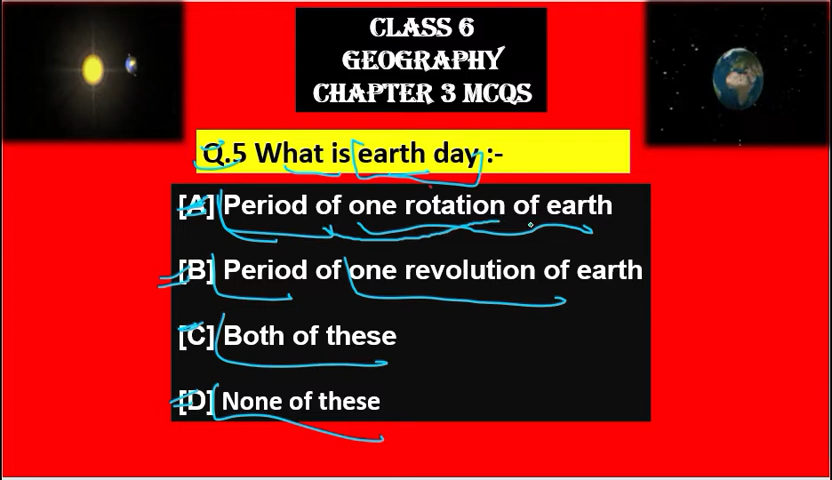 CLASS 6
GEOGRAPHY
CHAPTER 3 MCQS
Q.5 What is earth day :-
[A] Period of one rotation of earth
[B] Period of one revolution of earth
[C] Both of these
[D] None of these